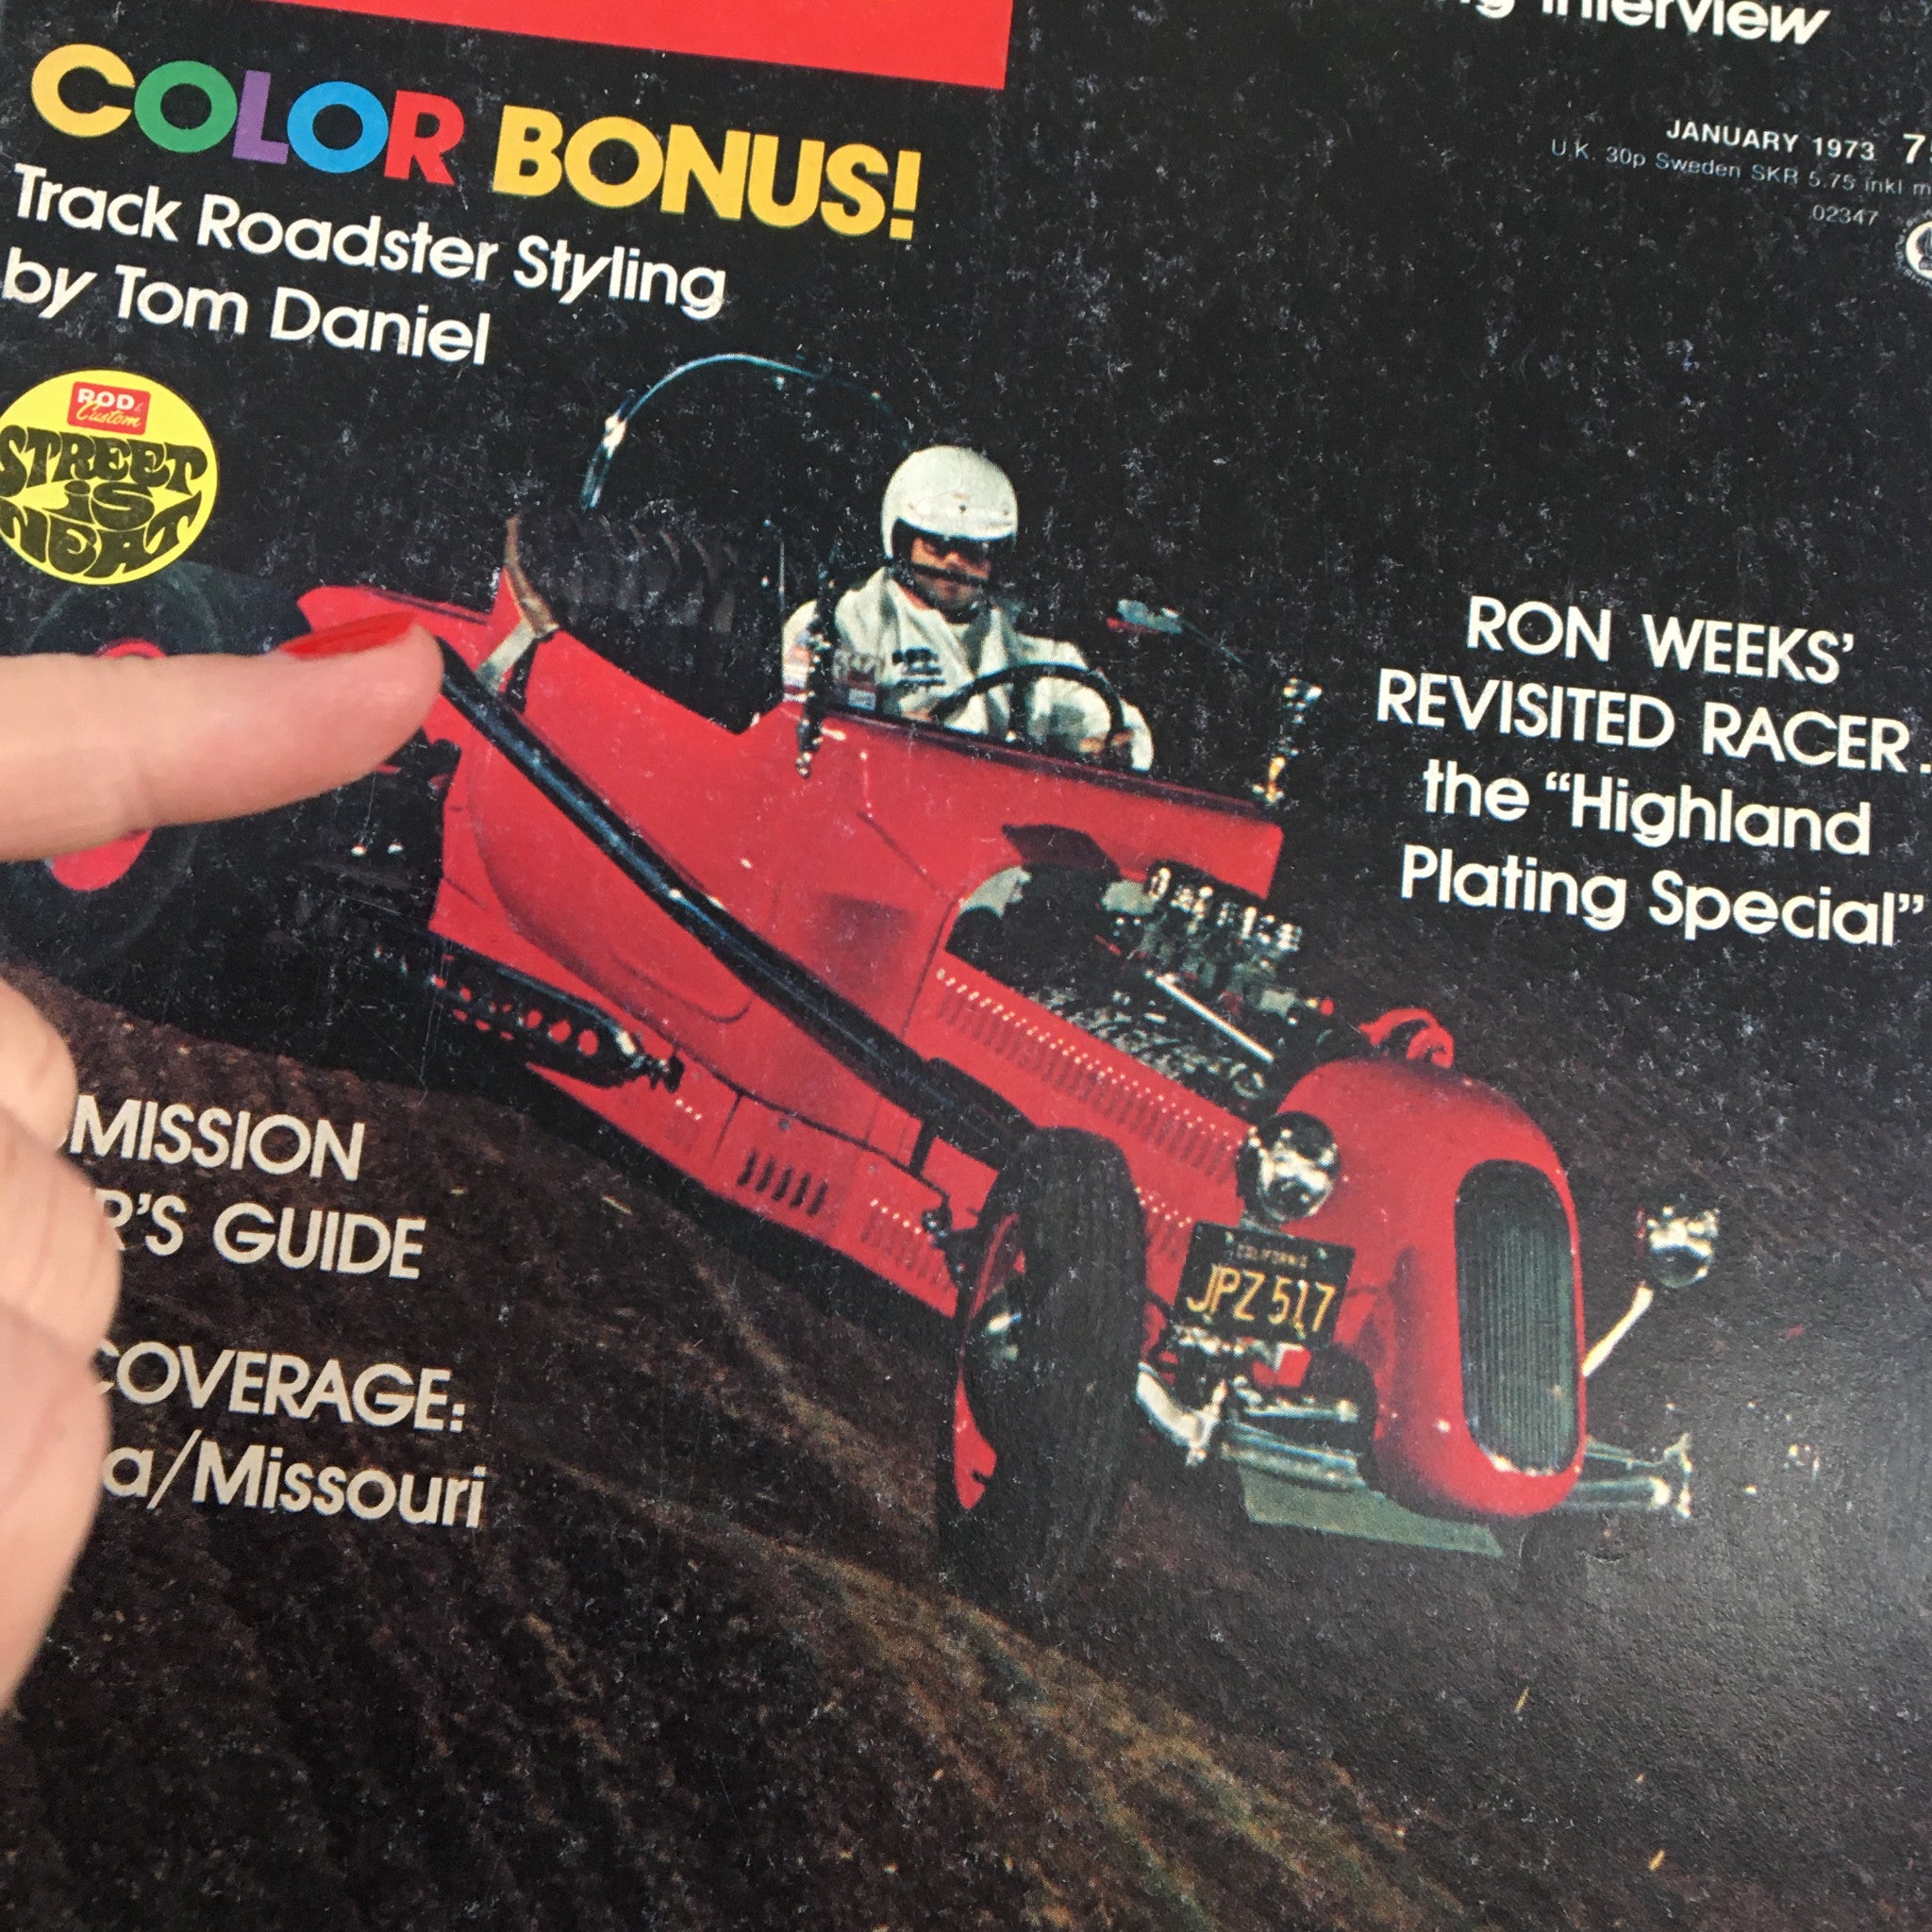 Interview
JANUARY 1973
U.K. 30p Sweden SKR 5.75 inkl
02347
COLOR BONUS!
Track Roadster Styling
by Tom Daniel
ROD &
Custom
STREET
is
NEAT
RON WEEKS'
REVISITED RACER.
the “Highland
Plating Special”
MISSION
R'S GUIDE
COVERAGE:
a/Missouri
CALIFORNIA
JPZ 517